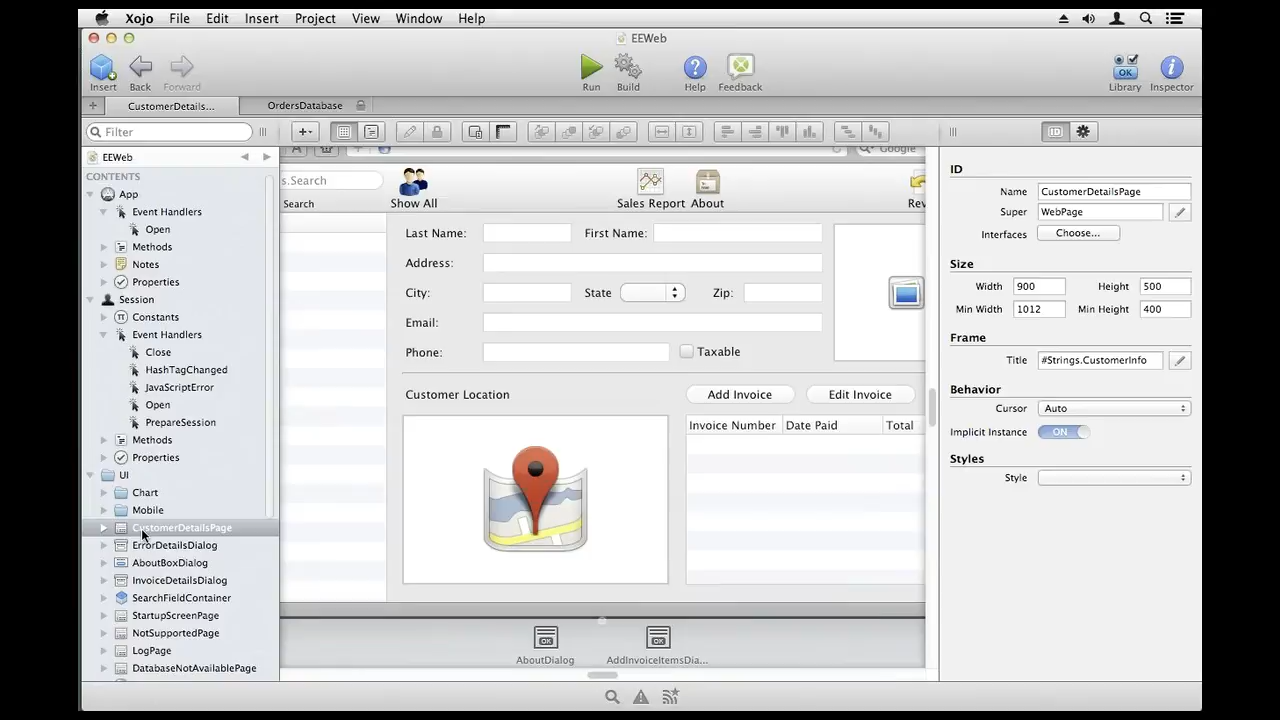 Xojo File Edit Insert Project View Window Help
EEWeb
Insert Back Forward Run Build Help Feedback Library Inspector
OK
+ CustomerDetails... OrdersDatabase
Filter
EEWeb
CONTENTS
App
Event Handlers
Open
Methods
Notes
Properties
Session
Constants
Event Handlers
Close
HashTagChanged
JavaScriptError
Open
PrepareSession
Methods
Properties
UI
Chart
Mobile
CustomerDetailsPage
ErrorDetailsDialog
AboutBoxDialog
InvoiceDetailsDialog
SearchFieldContainer
StartupScreenPage
NotSupportedPage
LogPage
DatabaseNotAvailablePage
Google
s.Search
Search Show All Sales Report About Rev
Last Name: First Name:
Address:
City: State Zip:
Email:
Phone: Taxable
Customer Location Add Invoice Edit Invoice
Invoice Number Date Paid Total
AboutDialog AddInvoiceItemsDia...
ID
ID
Name CustomerDetailsPage
Super WebPage
Interfaces Choose...
Size
Width 900 Height 500
Min Width 1012 Min Height 400
Frame
Title #Strings.CustomerInfo
Behavior
Cursor Auto
Implicit Instance ON
Styles
Style